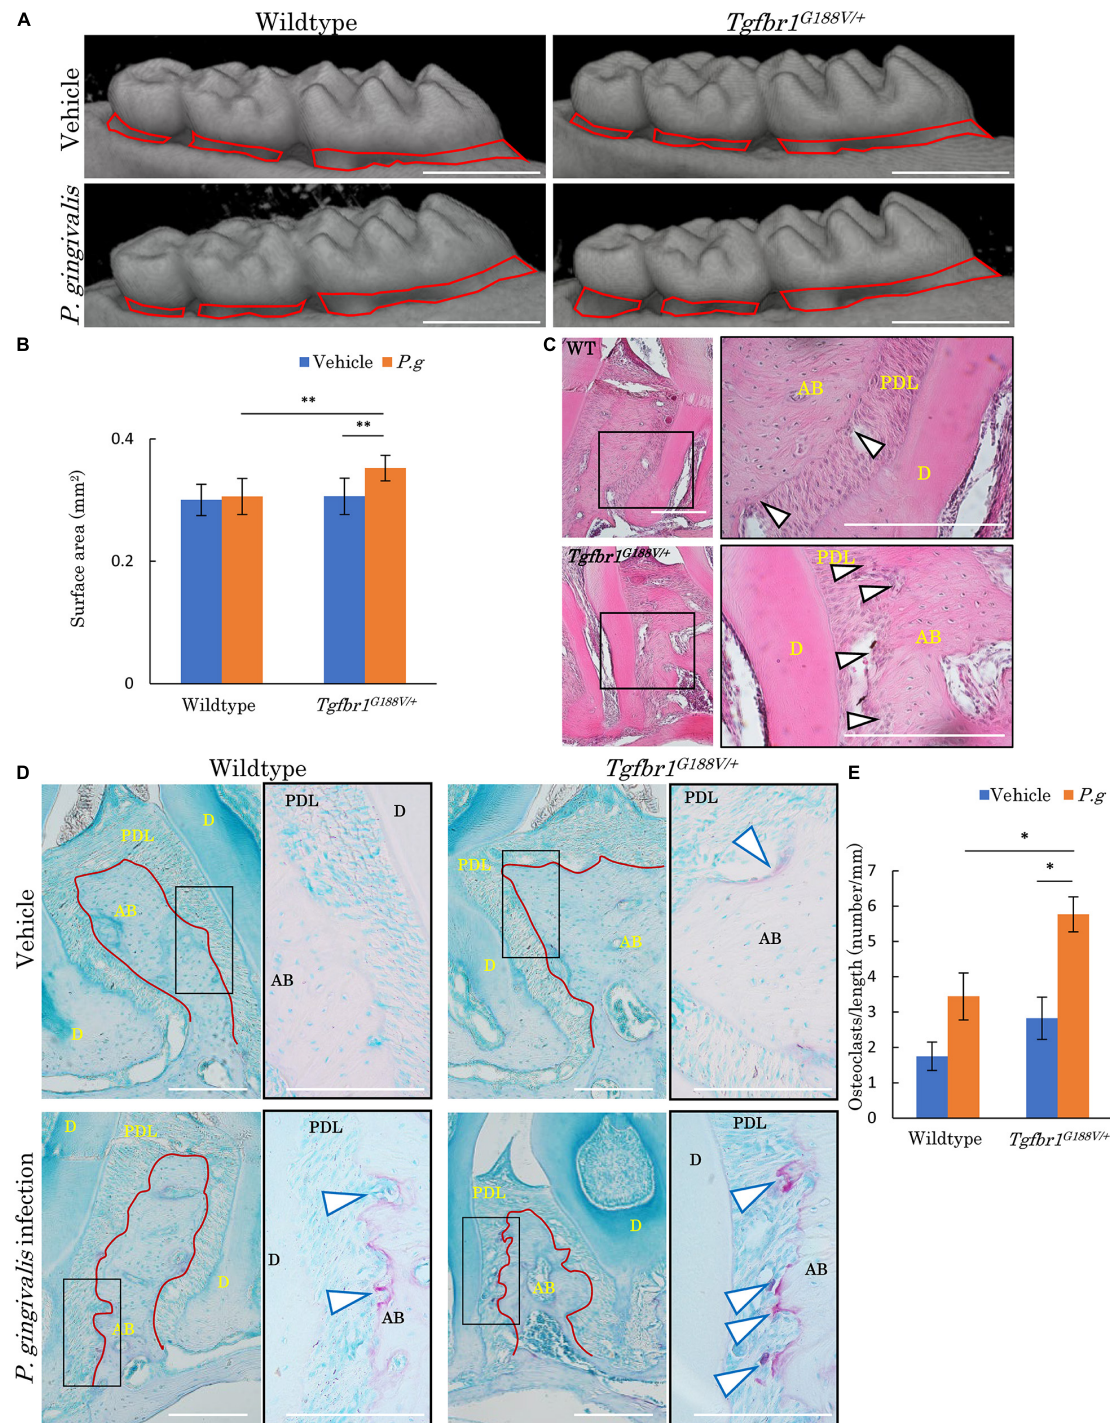 A
Wildtype
Tgfbr1G188V/+
Vehicle
P. gingivalis
B
Vehicle P.g
**
**
0.4
0.2
0
Surface area (mm²)
Wildtype
Tgfbr1G188V/+
C
WT
AB
PDL
D
Tgfbr1G188V/+
PDL
D
AB
D
Wildtype
Tgfbr1G188V/+
Vehicle
D
PDL
AB
D
PDL
D
AB
PDL
AB
D
PDL
AB
P. gingivalis infection
D
PDL
D
AB
PDL
D
AB
PDL
D
AB
PDL
D
AB
E
Vehicle P.g
*
*
7
6
5
4
3
2
1
0
Osteoclasts/length (number/mm)
Wildtype
Tgfbr1G188V/+